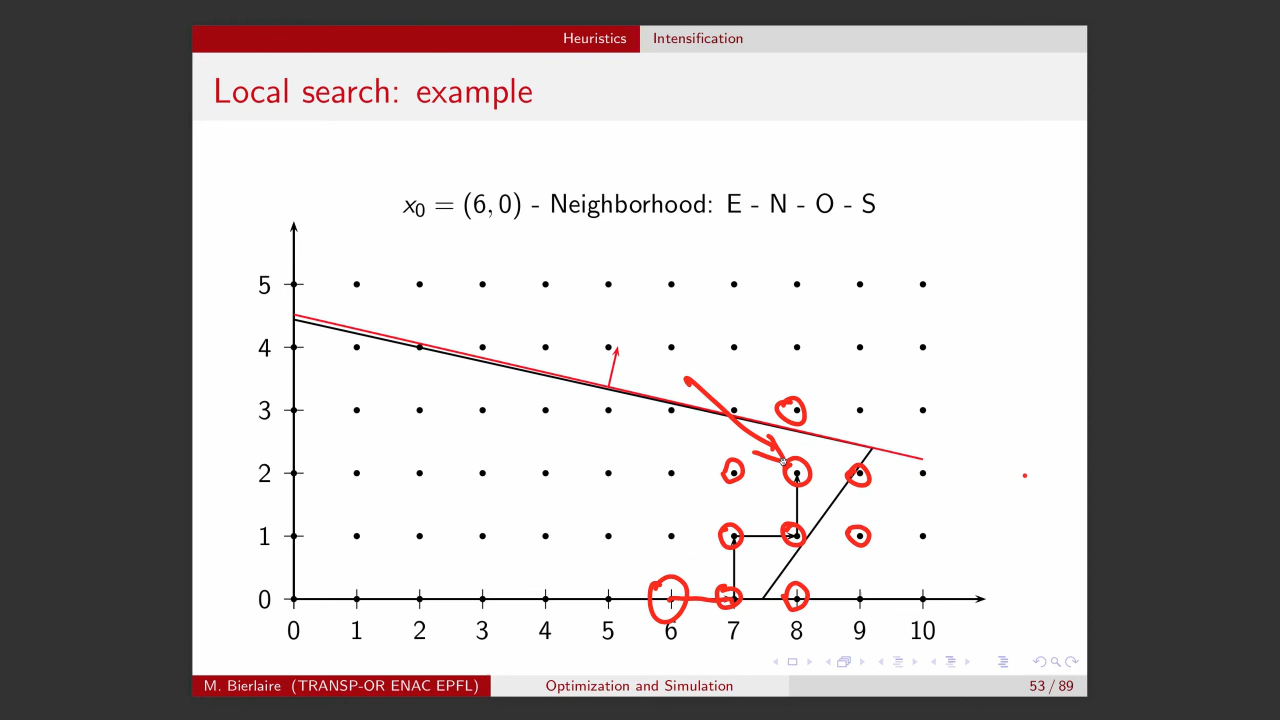 Heuristics Intensification
Local search: example
x₀ = (6, 0) - Neighborhood: E - N - O - S
5
4
3
2
1
0
0 1 2 3 4 5 6 7 8 9 10
M. Bierlaire (TRANSP-OR ENAC EPFL) Optimization and Simulation 53 / 89